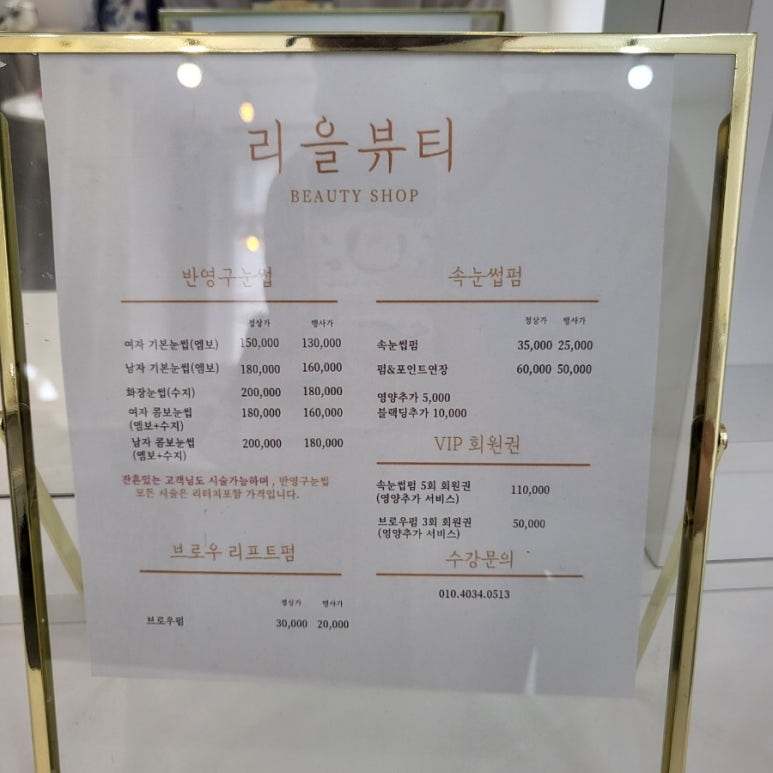 리을뷰티
BEAUTY SHOP
반영구눈썹
정상가 행사가
여자 기본눈썹(엠보) 150,000 130,000
남자 기본눈썹(엠보) 180,000 160,000
화장눈썹(수지) 200,000 180,000
여자 콤보눈썹 180,000 160,000
(엠보+수지)
남자 콤보눈썹 200,000 180,000
(엠보+수지)
잔흔있는 고객님도 시술가능하며, 반영구눈썹
모든 시술은 리터치포함 가격입니다.
브로우 리프트펌
정상가 행사가
브로우펌 30,000 20,000
속눈썹펌
정상가 행사가
속눈썹펌 35,000 25,000
펌&포인트연장 60,000 50,000
영양추가 5,000
블랙딩추가 10,000
VIP 회원권
속눈썹펌 5회 회원권 110,000
(영양추가 서비스)
브로우펌 3회 회원권 50,000
(영양추가 서비스)
수강문의
010.4034.0513